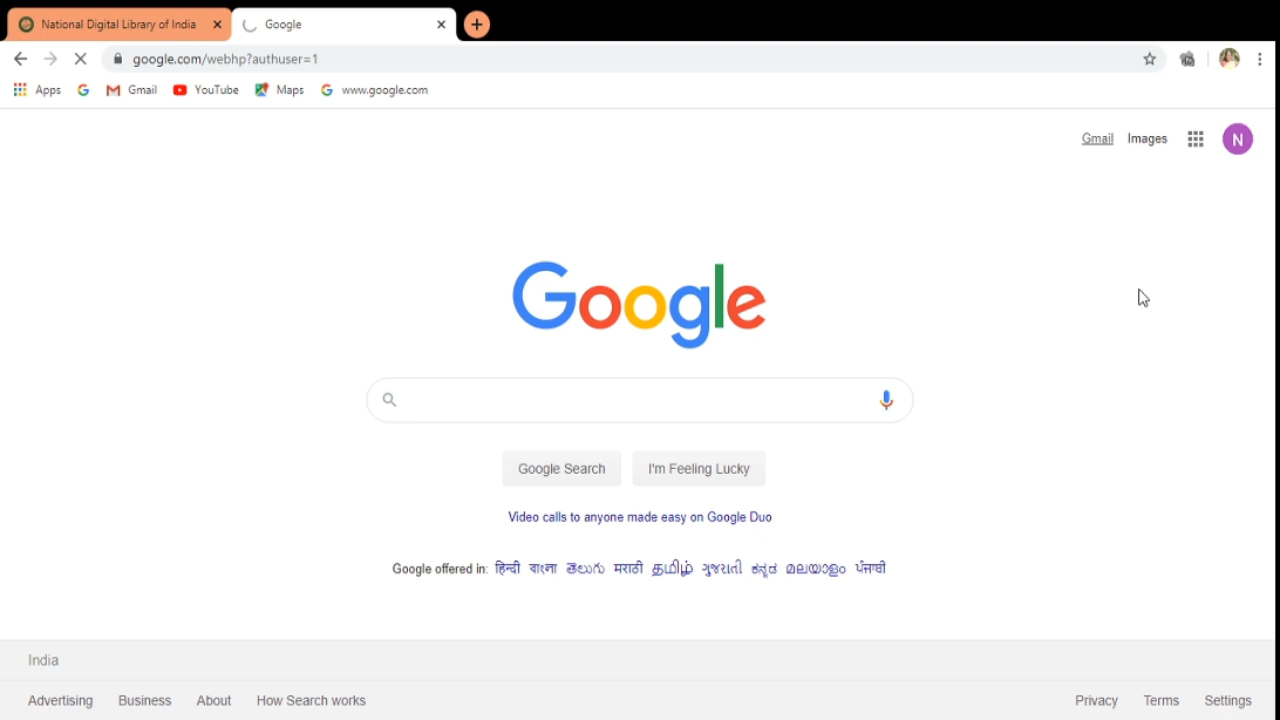 National Digital Library of India Google
google.com/webhp?authuser=1
Apps Gmail YouTube Maps www.google.com
Gmail Images N
Google
Google Search I'm Feeling Lucky
Video calls to anyone made easy on Google Duo
Google offered in: हिन्दी বাংলা తెలుగు मराठी தமிழ் ગુજરાતી ಕನ್ನಡ മലയാളം ਪੰਜਾਬੀ
India
Advertising Business About How Search works Privacy Terms Settings